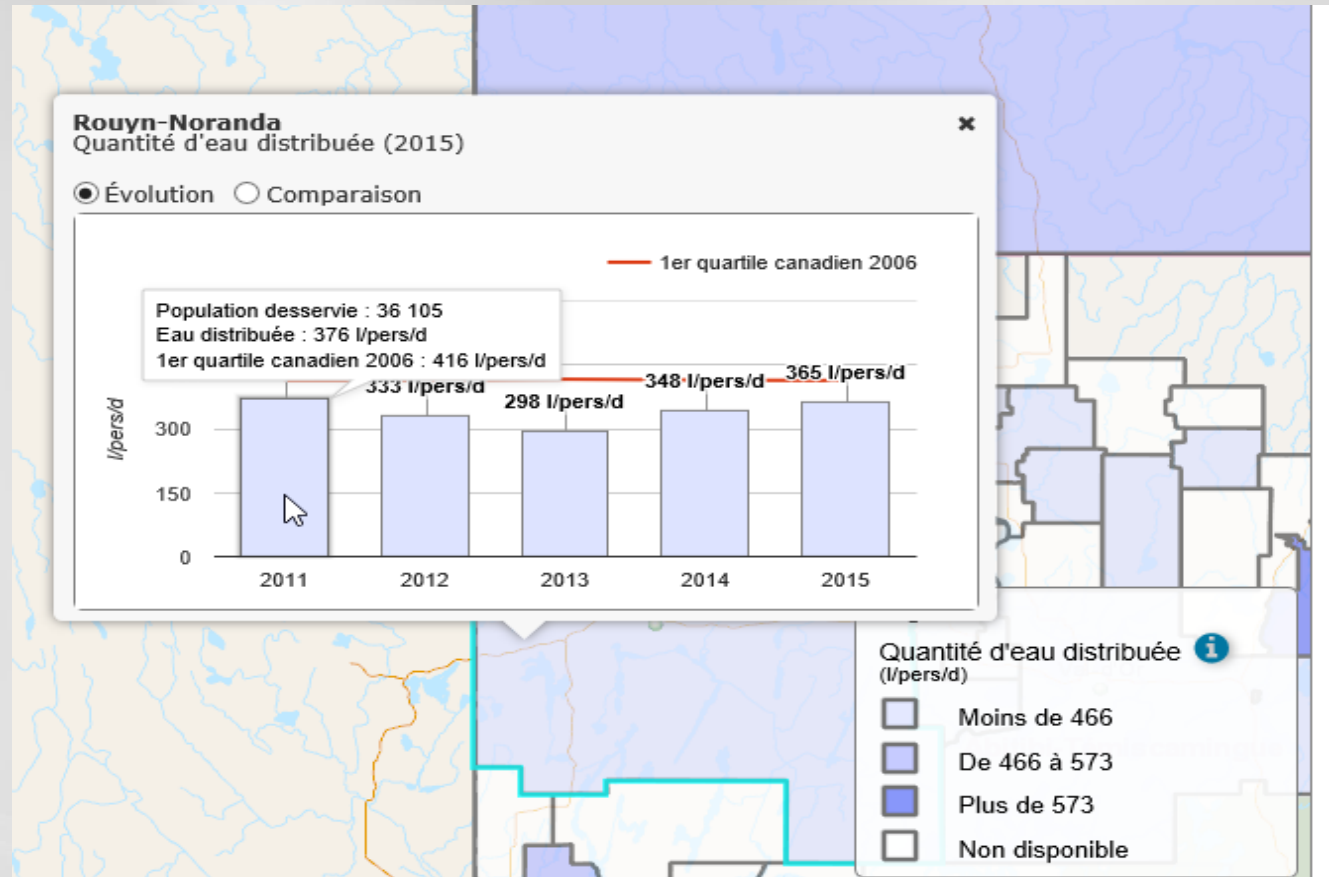 Rouyn-Noranda
Quantité d'eau distribuée (2015)
Évolution Comparaison
1er quartile canadien 2006
Population desservie : 36 105
Eau distribuée : 376 l/pers/d
1er quartile canadien 2006 : 416 l/pers/d
333 l/pers/d
298 l/pers/d
348 l/pers/d
365 l/pers/d
l/pers/d
300
150
0
2011 2012 2013 2014 2015
Quantité d'eau distribuée
(l/pers/d)
Moins de 466
De 466 à 573
Plus de 573
Non disponible